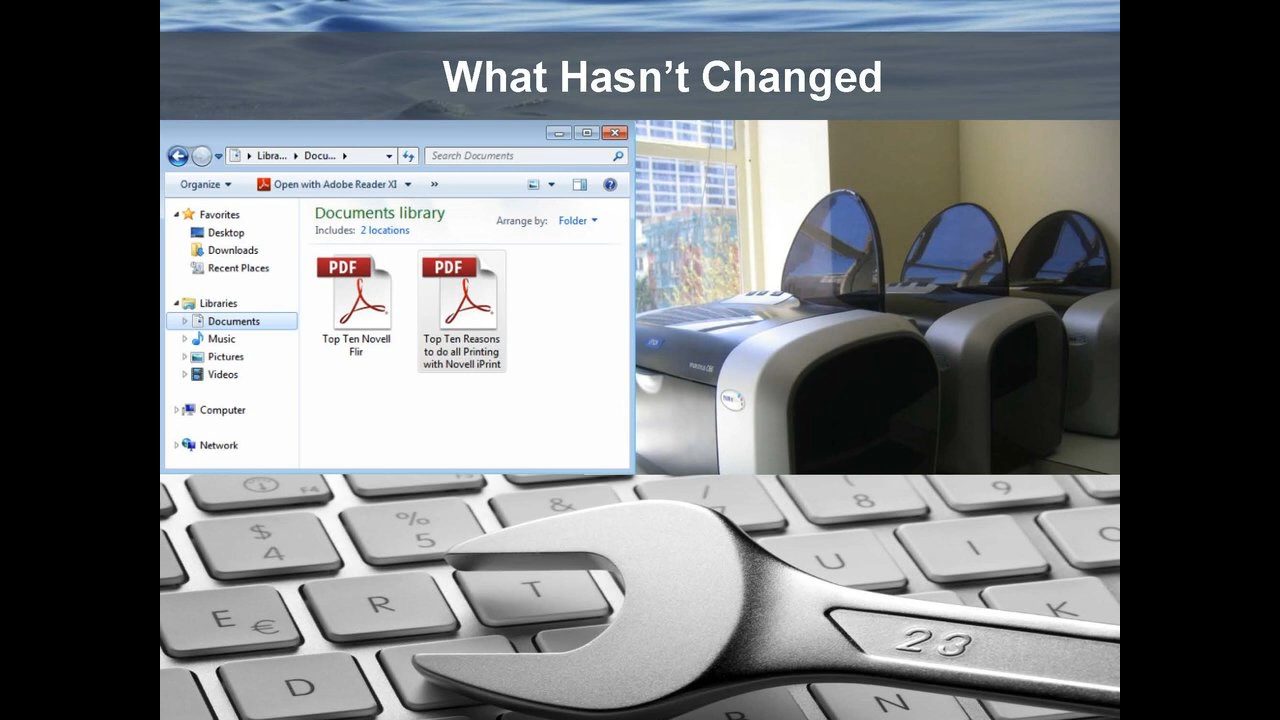 What Hasn't Changed
Libra... Docu...
Search Documents
Organize
Open with Adobe Reader XI
»
Documents library
Includes: 2 locations
Arrange by: Folder
Favorites
Desktop
Downloads
Recent Places
Libraries
Documents
Music
Pictures
Videos
Computer
Network
PDF
Top Ten Novell
Flir
PDF
Top Ten Reasons
to do all Printing
with Novell iPrint
F4
&
/
7
(
8
9
$
4
%
5
E €
R
T
U
I
O
K
D
N
23